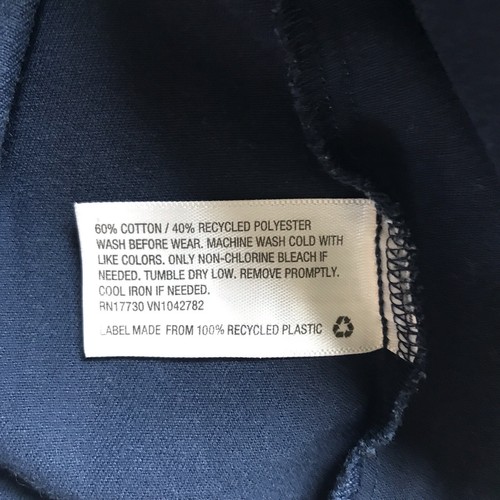 60% COTTON / 40% RECYCLED POLYESTER
WASH BEFORE WEAR. MACHINE WASH COLD WITH
LIKE COLORS. ONLY NON-CHLORINE BLEACH IF
NEEDED. TUMBLE DRY LOW. REMOVE PROMPTLY.
COOL IRON IF NEEDED.
RN17730 VN1042782
LABEL MADE FROM 100% RECYCLED PLASTIC